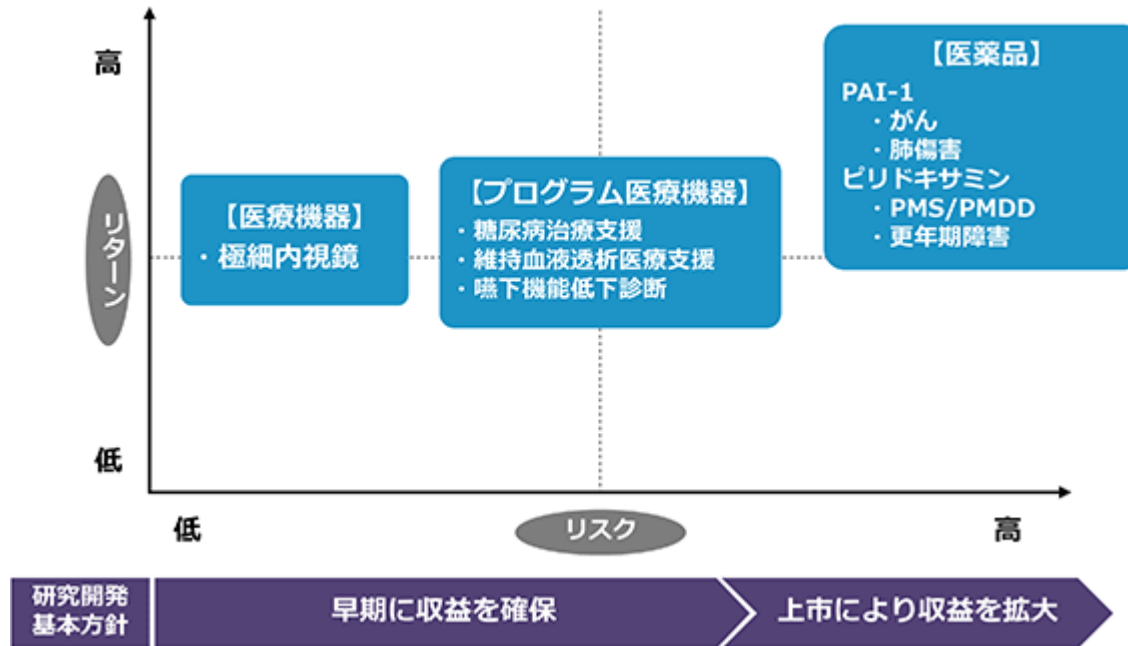 高
リターン
低
【医療機器】
・極細内視鏡
【プログラム医療機器】
・糖尿病治療支援
・維持血液透析医療支援
・嚥下機能低下診断
【医薬品】
PAI-1
・がん
・肺傷害
ピリドキサミン
・PMS/PMDD
・更年期障害
低
リスク
高
研究開発
基本方針
早期に収益を確保
上市により収益を拡大